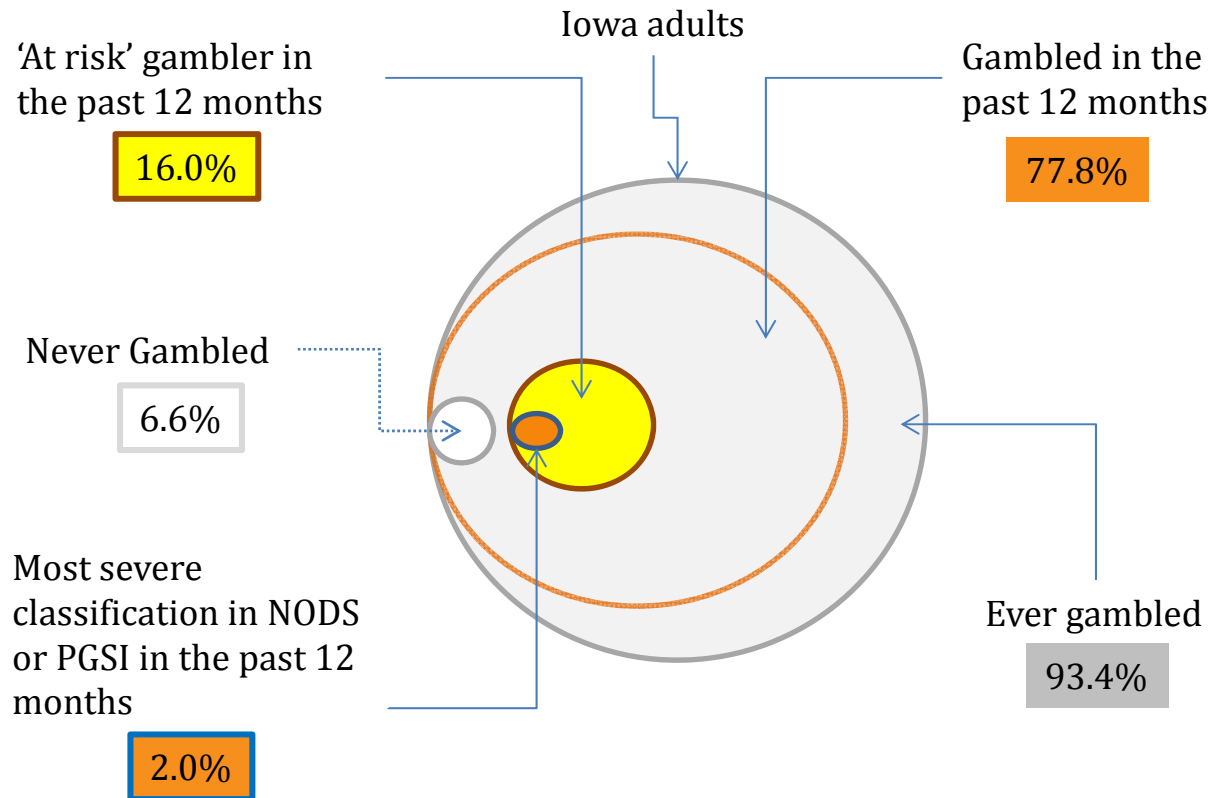 Iowa adults
‘At risk’ gambler in
the past 12 months
16.0%
Gambled in the
past 12 months
77.8%
Never Gambled
6.6%
Most severe
classification in NODS
or PGSI in the past 12
months
2.0%
Ever gambled
93.4%